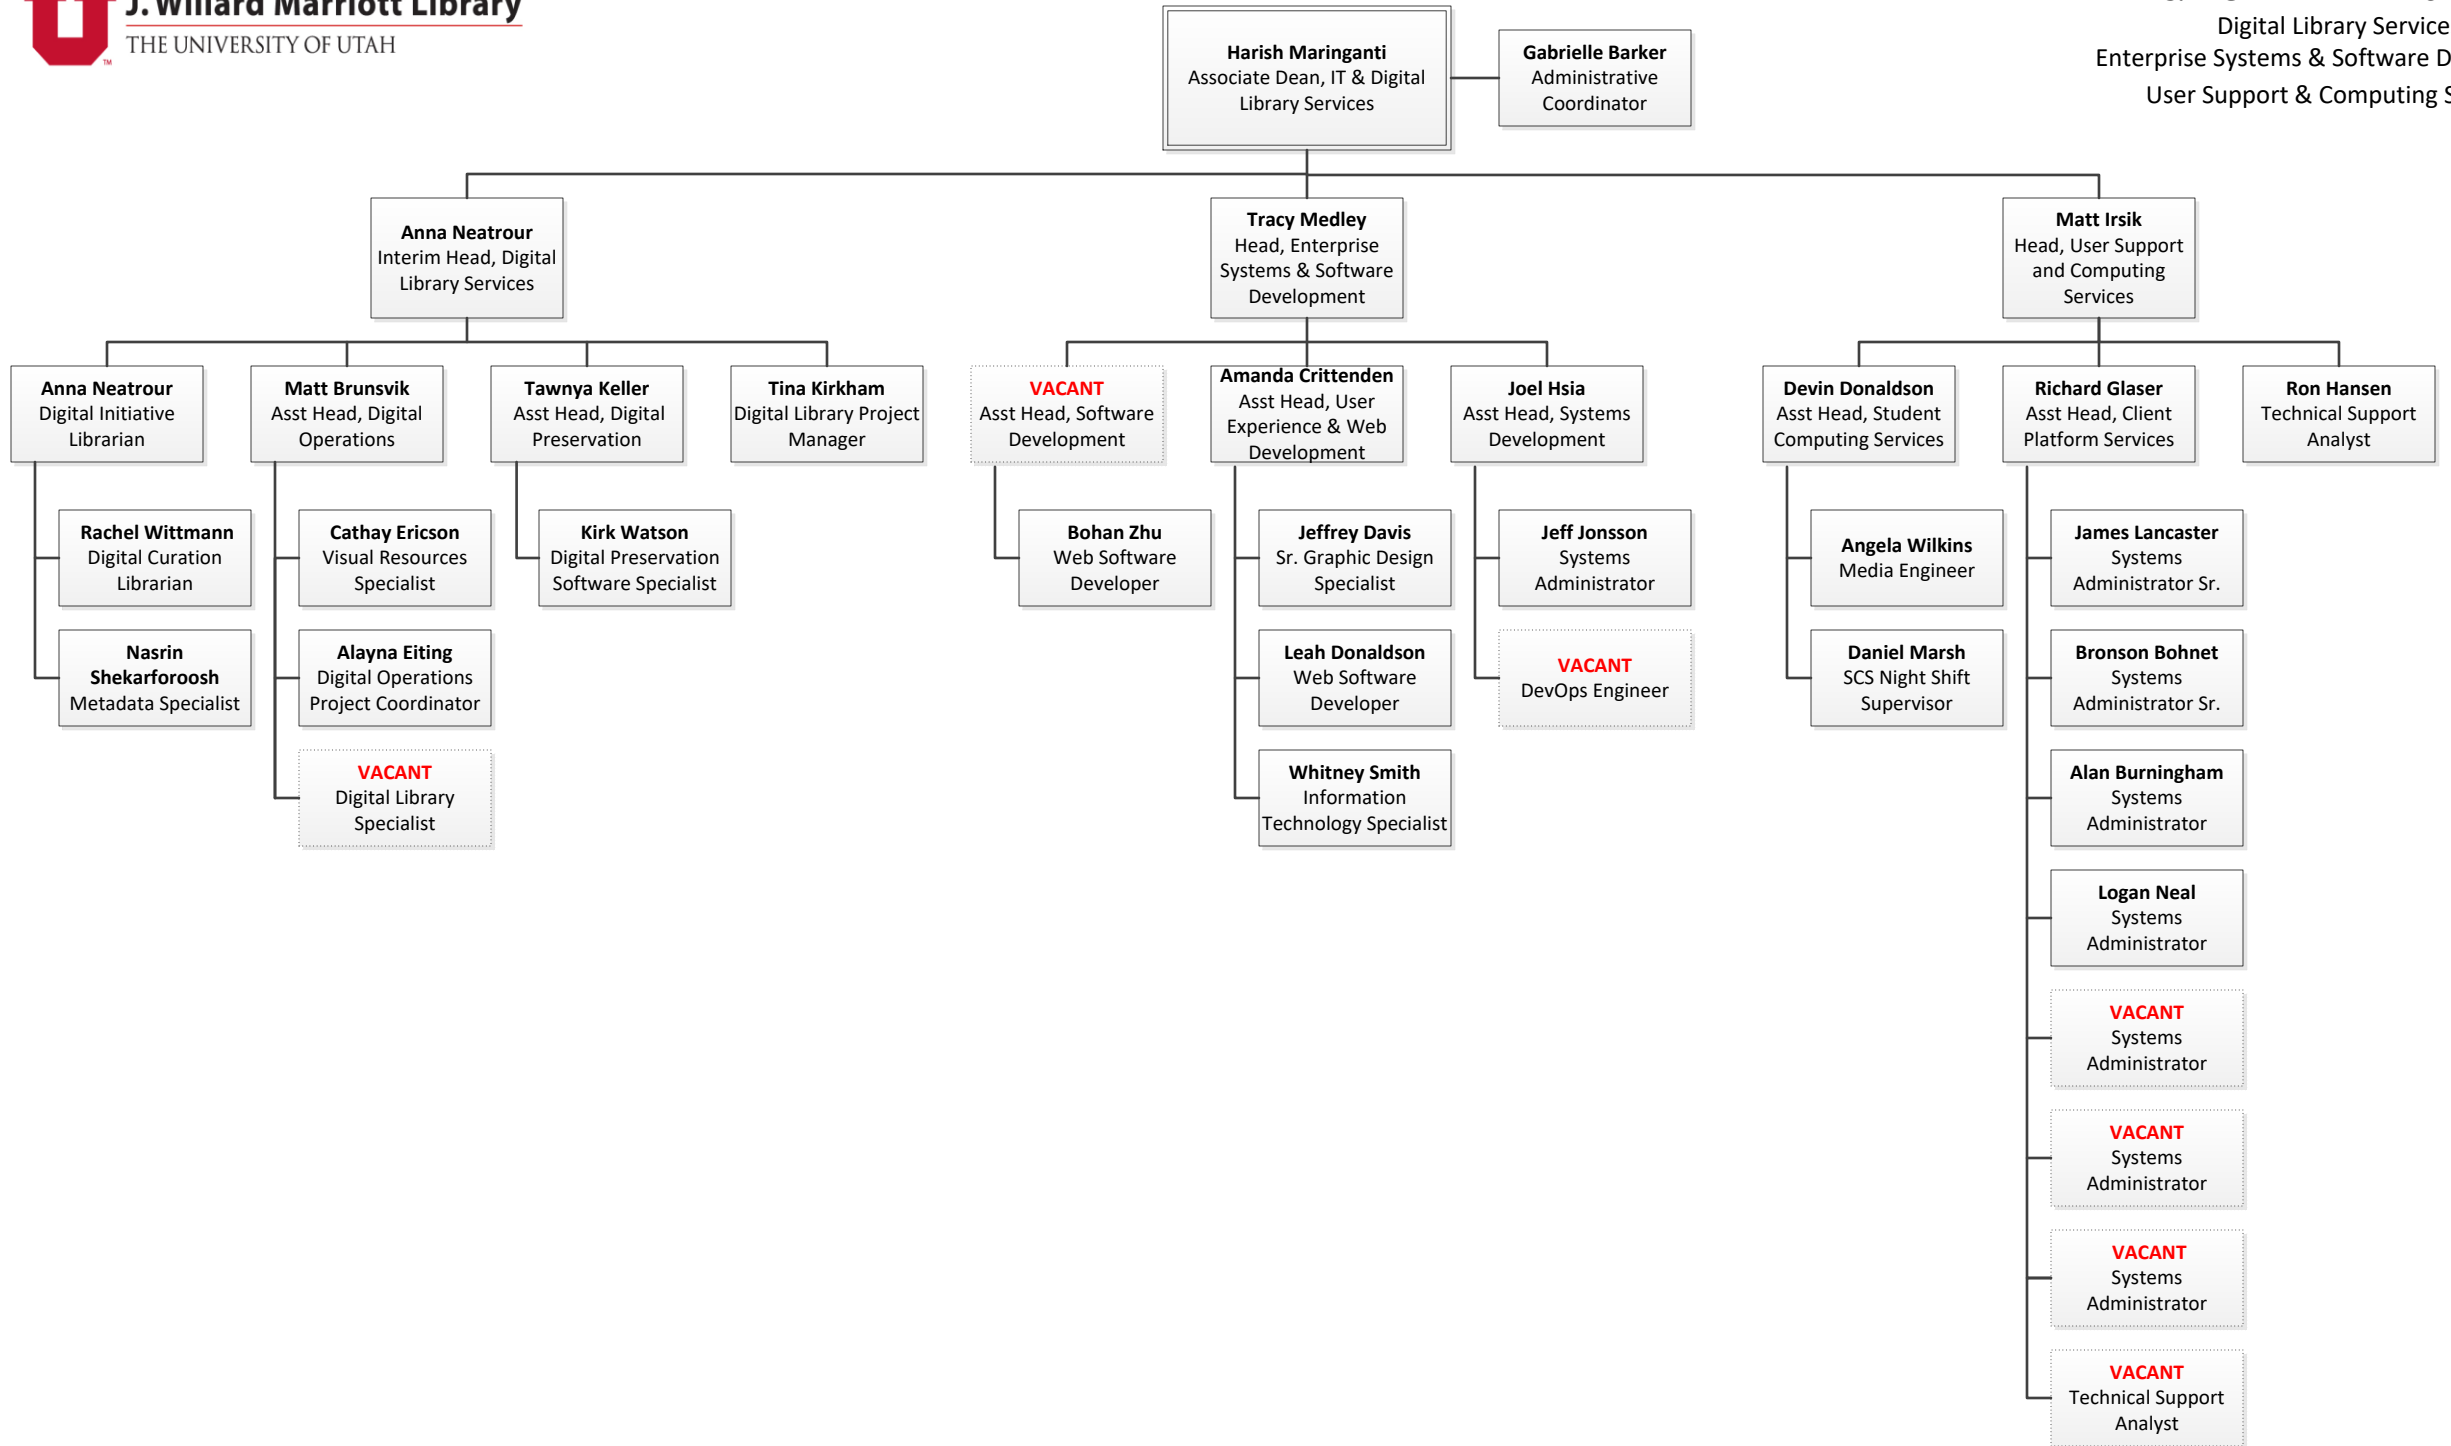 J. Willard Marriott Library
THE UNIVERSITY OF UTAH
TM
Digital Library Service
Enterprise Systems & Software D
User Support & Computing S
Harish Maringanti
Associate Dean, IT & Digital
Library Services
Gabrielle Barker
Administrative
Coordinator
Anna Neatrour
Interim Head, Digital
Library Services
Tracy Medley
Head, Enterprise
Systems & Software
Development
Matt Irsik
Head, User Support
and Computing
Services
Anna Neatrour
Digital Initiative
Librarian
Matt Brunsvik
Asst Head, Digital
Operations
Tawnya Keller
Asst Head, Digital
Preservation
Tina Kirkham
Digital Library Project
Manager
VACANT
Asst Head, Software
Development
Amanda Crittenden
Asst Head, User
Experience & Web
Development
Joel Hsia
Asst Head, Systems
Development
Devin Donaldson
Asst Head, Student
Computing Services
Richard Glaser
Asst Head, Client
Platform Services
Ron Hansen
Technical Support
Analyst
Rachel Wittmann
Digital Curation
Librarian
Nasrin
Shekarforoosh
Metadata Specialist
Cathay Ericson
Visual Resources
Specialist
Alayna Eiting
Digital Operations
Project Coordinator
VACANT
Digital Library
Specialist
Kirk Watson
Digital Preservation
Software Specialist
Bohan Zhu
Web Software
Developer
Jeffrey Davis
Sr. Graphic Design
Specialist
Leah Donaldson
Web Software
Developer
Whitney Smith
Information
Technology Specialist
Jeff Jonsson
Systems
Administrator
VACANT
DevOps Engineer
Angela Wilkins
Media Engineer
Daniel Marsh
SCS Night Shift
Supervisor
James Lancaster
Systems
Administrator Sr.
Bronson Bohnet
Systems
Administrator Sr.
Alan Burningham
Systems
Administrator
Logan Neal
Systems
Administrator
VACANT
Systems
Administrator
VACANT
Systems
Administrator
VACANT
Systems
Administrator
VACANT
Technical Support
Analyst